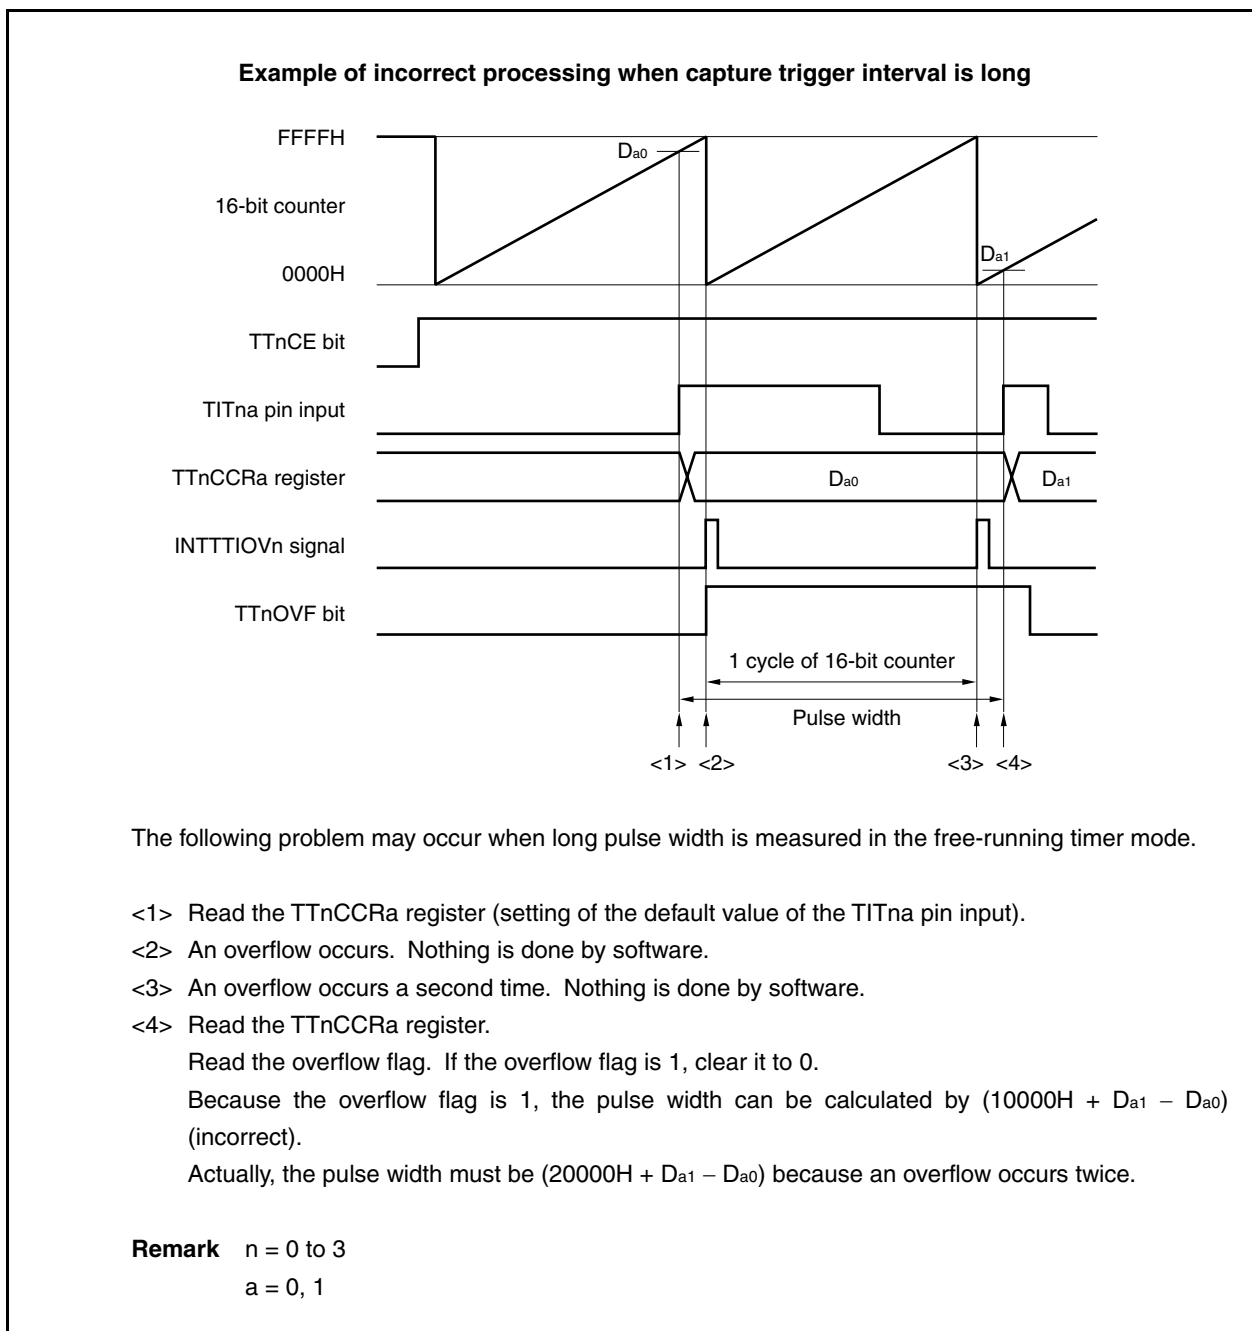 Example of incorrect processing when capture trigger interval is long
FFFFH
Da0
16-bit counter
Da1
0000H
TTnCE bit
TITna pin input
TTnCCRa register
Da0
Da1
INTTTIOVn signal
TTnOVF bit
1 cycle of 16-bit counter
Pulse width
<1> <2> <3> <4>
The following problem may occur when long pulse width is measured in the free-running timer mode.
<1> Read the TTnCCRa register (setting of the default value of the TITna pin input).
<2> An overflow occurs. Nothing is done by software.
<3> An overflow occurs a second time. Nothing is done by software.
<4> Read the TTnCCRa register.
Read the overflow flag. If the overflow flag is 1, clear it to 0.
Because the overflow flag is 1, the pulse width can be calculated by (10000H + Da1 − Da0)
(incorrect).
Actually, the pulse width must be (20000H + Da1 − Da0) because an overflow occurs twice.
Remark n = 0 to 3
a = 0, 1